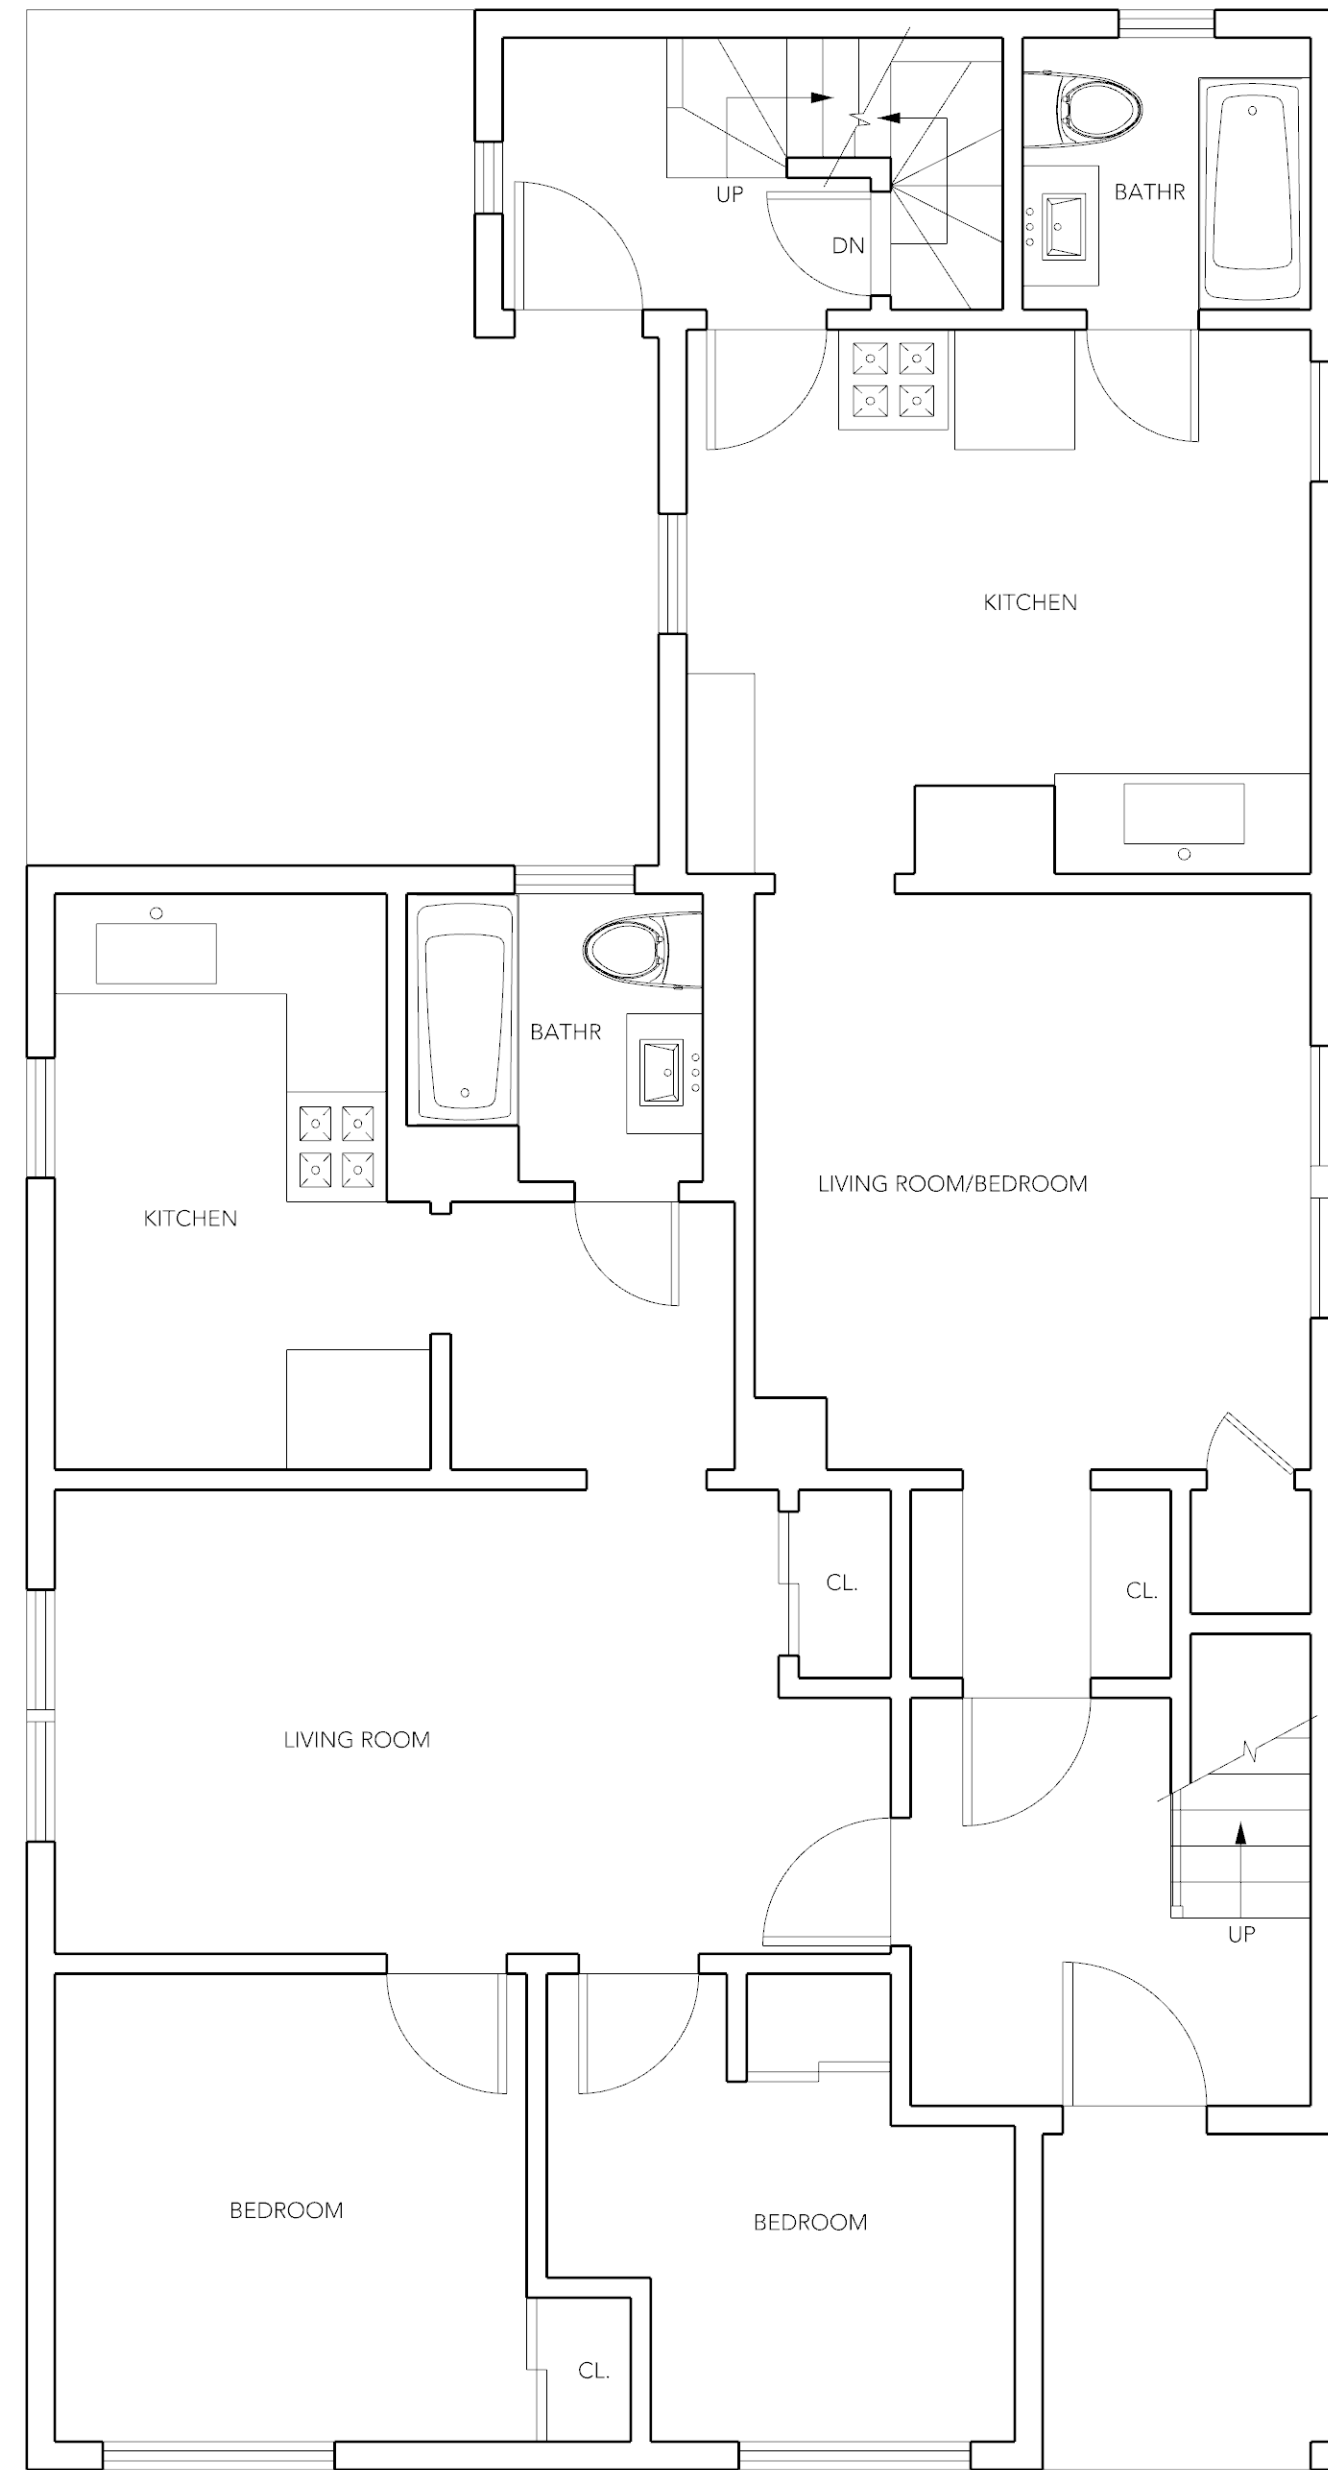 UP
BATHR
DN
KITCHEN
BATHR
LIVING ROOM/BEDROOM
KITCHEN
CL.
CL.
LIVING ROOM
UP
BEDROOM
BEDROOM
CL.